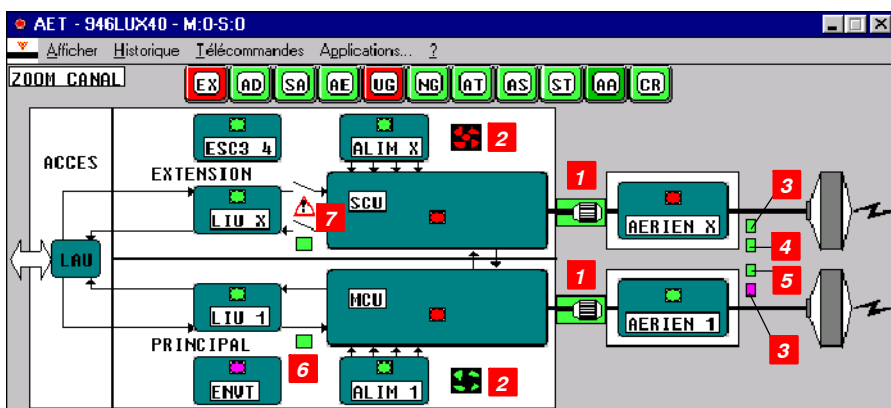 AET - 946LUX40 - M:0-S:0
Afficher Historique Télécommandes Applications... ?
ZOOM CANAL
EX AD SA AE UG NG AT AS ST AA CR
ESC3 4
ALIM X
2
ACCES
EXTENSION
1
3
SCU
LIU X
7
AERIEN X
4
LAU
5
MCU
1
LIU 1
AERIEN 1
3
PRINCIPAL
6
ENVT
ALIM 1
2